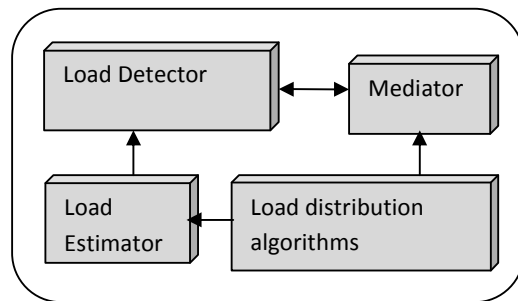 Load Detector
Mediator
Load
Estimator
Load distribution
algorithms